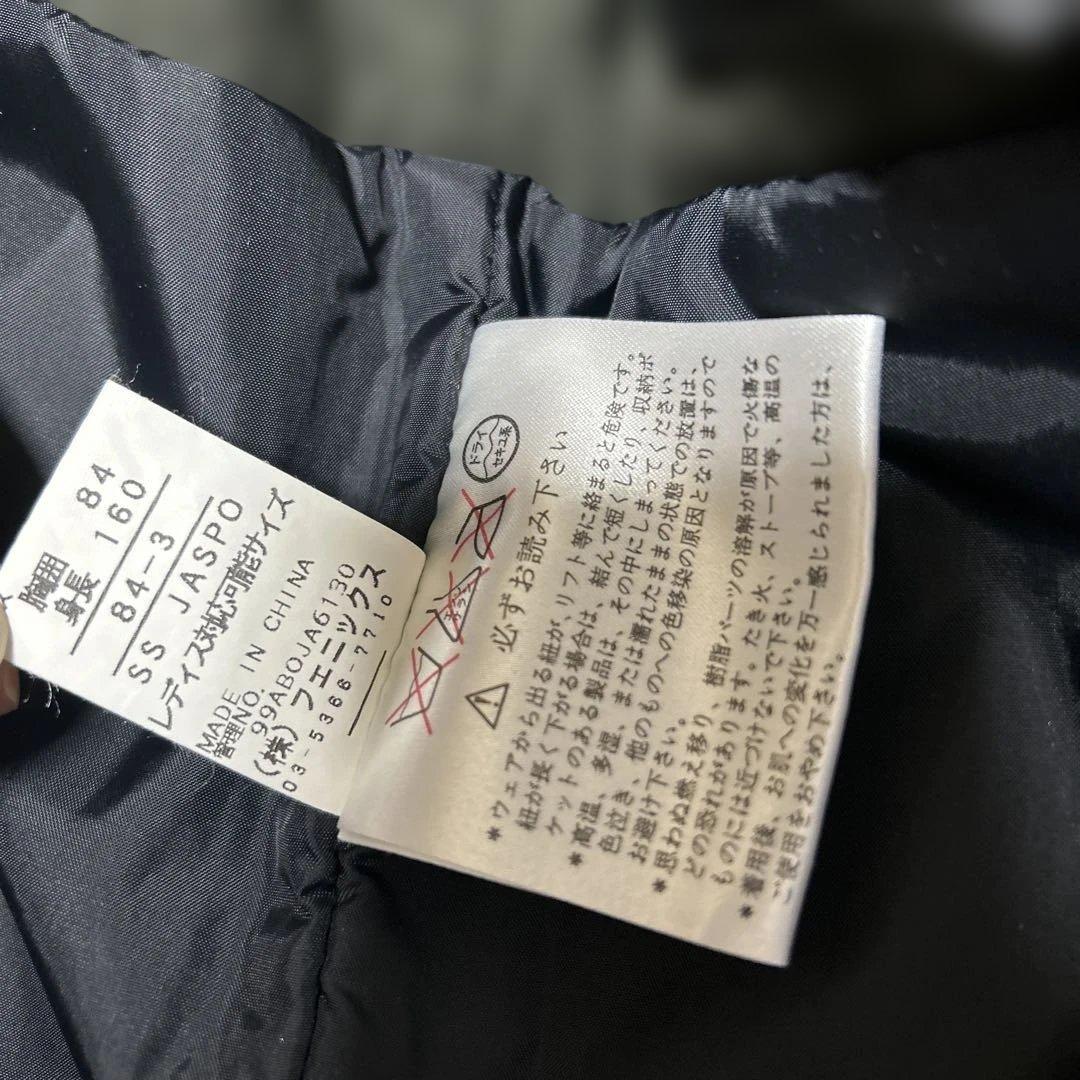 胸囲 84
身長 160
84-3
SS JASPO
レディス対応可能サイズ
MADE IN CHINA
管理NO.
99ABOJA6130
(株)フェニックス
03-5366-7710
ドライ
セキユ系
必ずお読み下さい
*ウェアから出る紐が、リフト等に絡まると危険です。
紐が長く下がる場合は、結んで短くしたり、収納ポ
ケットのある製品は、その中にしまってください。
*高温、多湿、または濡れたままの状態での放置は、
色泣き、他のものへの色移染の原因となりますので
お避け下さい。
*思わぬ燃え移り、樹脂パーツの溶解が原因で火傷な
どの恐れがあります。たき火、ストーブ等、高温の
ものには近づけないで下さい。
*着用後、お肌への変化を万一感じられました方は、
ご使用をおやめ下さい。